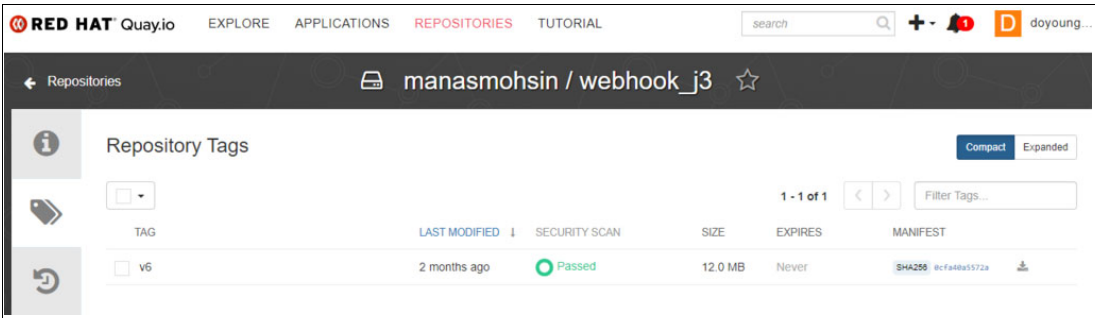 RED HAT Quay.io EXPLORE APPLICATIONS REPOSITORIES TUTORIAL search 1 D doyoung...
Repositories manasmohsin / webhook_j3
Repository Tags Compact Expanded
1 - 1 of 1 Filter Tags...
TAG LAST MODIFIED ↓ SECURITY SCAN SIZE EXPIRES MANIFEST
v6 2 months ago Passed 12.0 MB Never SHA256 0cfa40a5572a